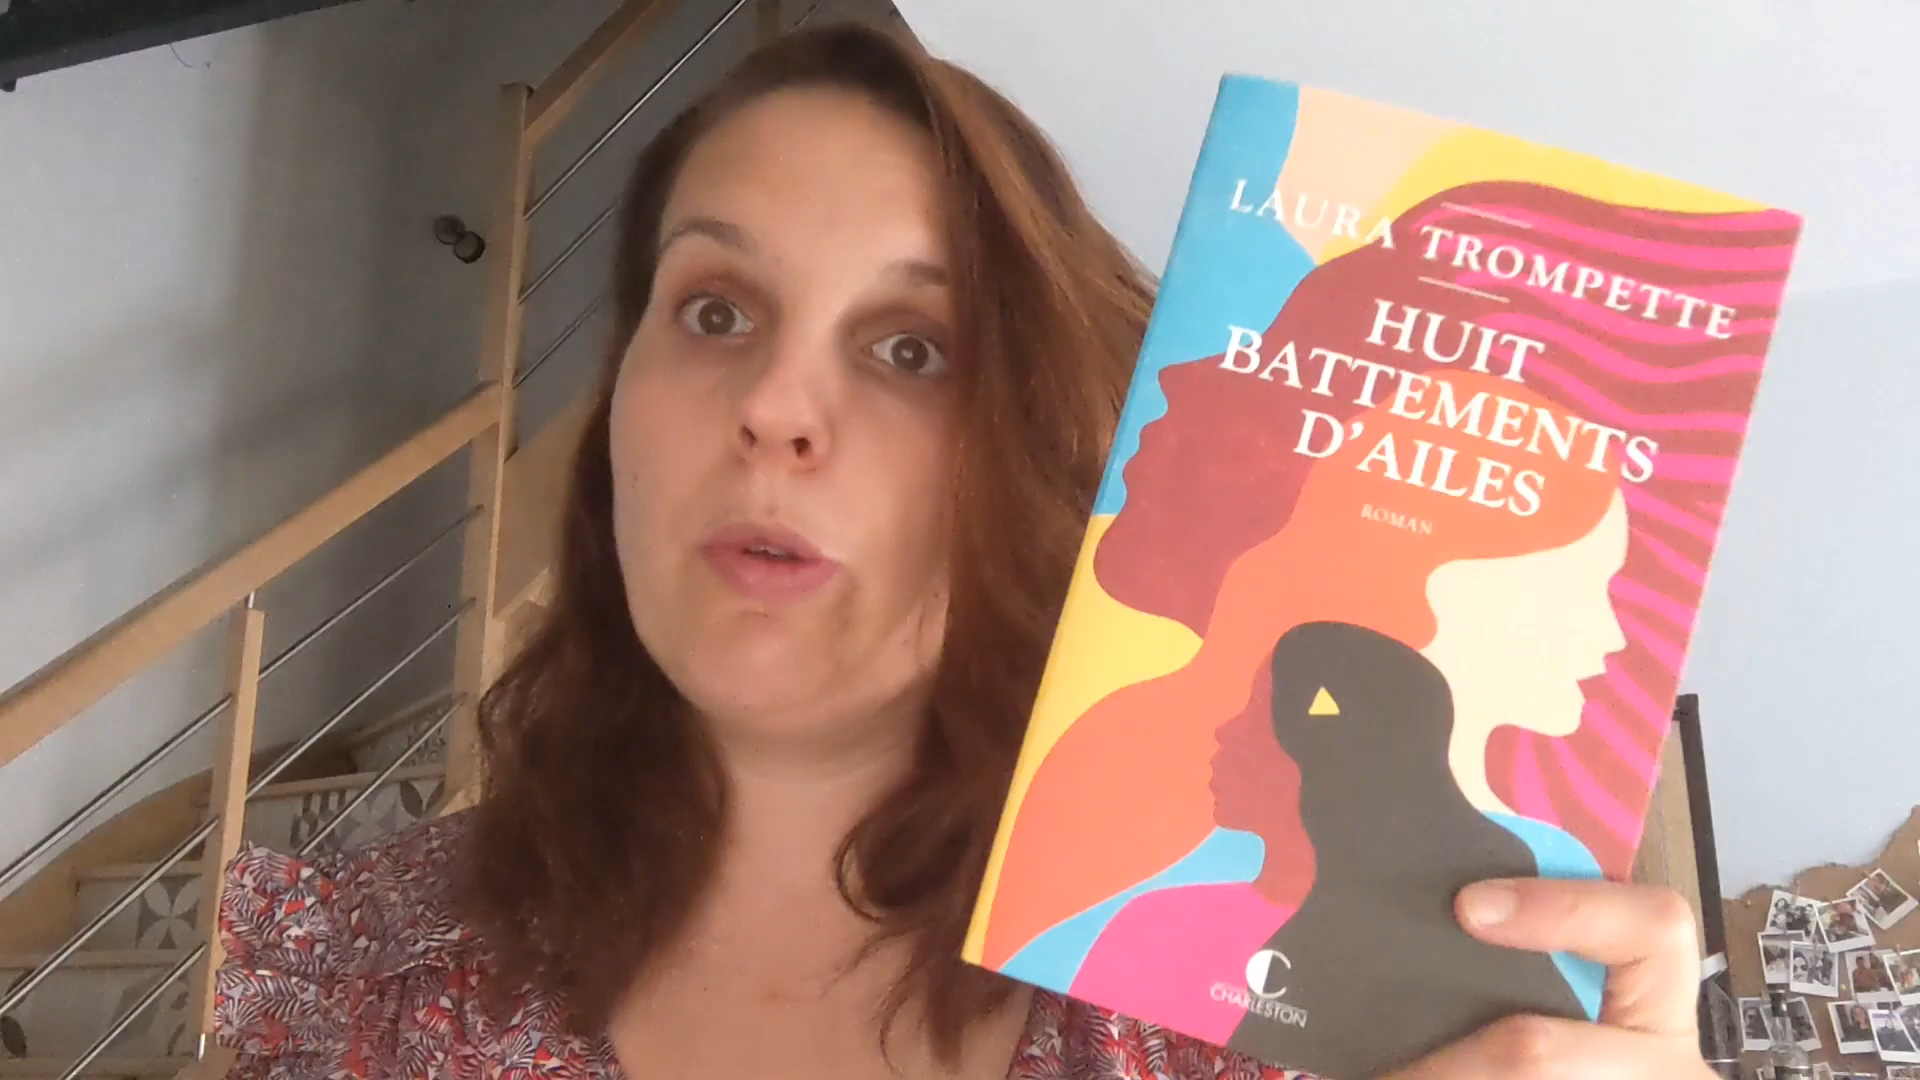 LAURA TROMPETTE
HUIT
BATTEMENTS
D'AILES
ROMAN
C
CHARLESTON